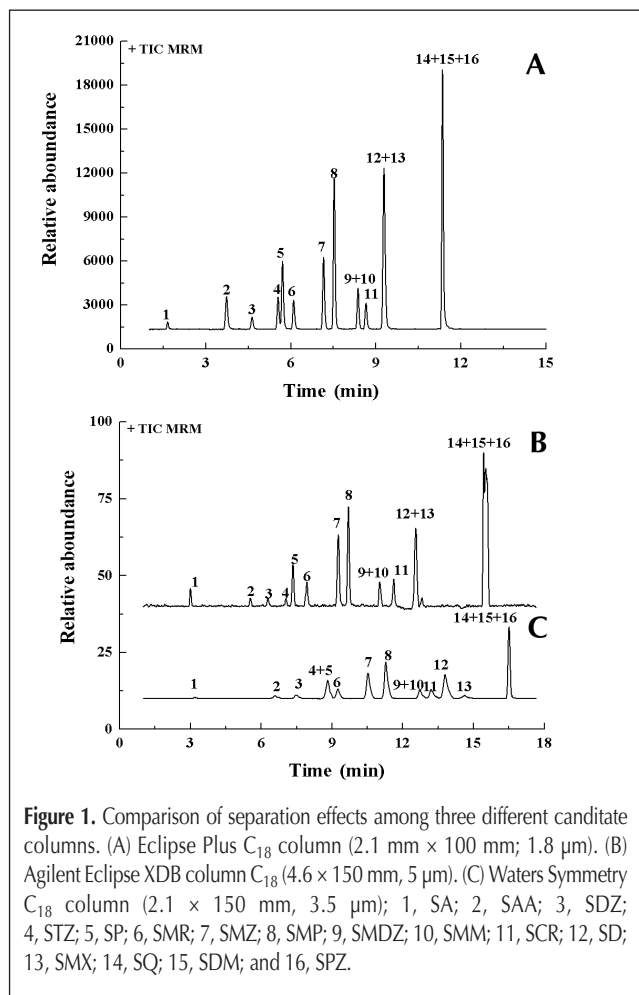 21000
18000
15000
12000
9000
6000
3000
0
Relative aboundance
+ TIC MRM
A
1
2
3
4
5
6
7
8
9+10
11
12+13
14+15+16
3 6 9 12 15
Time (min)
100
75
50
25
0
Relative aboundance
+ TIC MRM
B
1
2
3
4
5
6
7
8
9+10
11
12+13
14+15+16
C
1
2
3
4+5
6
7
8
9+10
11
12
13
14+15+16
0 3 6 9 12 15 18
Time (min)
Figure 1. Comparison of separation effects among three different canditate
columns. (A) Eclipse Plus C18 column (2.1 mm × 100 mm; 1.8 µm). (B)
Agilent Eclipse XDB column C18 (4.6 × 150 mm, 5 µm). (C) Waters Symmetry
C18 column (2.1 × 150 mm, 3.5 µm); 1, SA; 2, SAA; 3, SDZ;
4, STZ; 5, SP; 6, SMR; 7, SMZ; 8, SMP; 9, SMDZ; 10, SMM; 11, SCR; 12, SD;
13, SMX; 14, SQ; 15, SDM; and 16, SPZ.